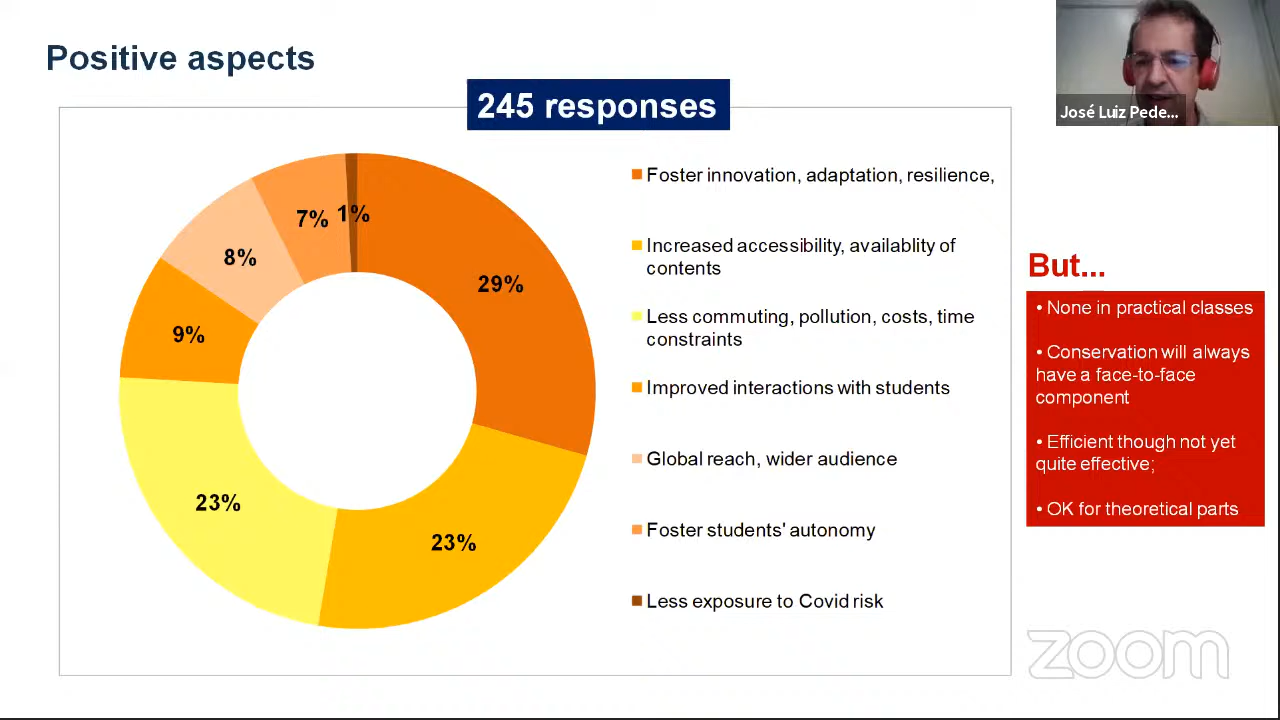 Positive aspects
245 responses
29%
23%
23%
9%
8%
7%
1%
Foster innovation, adaptation, resilience,
Increased accessibility, availablity of
contents
Less commuting, pollution, costs, time
constraints
Improved interactions with students
Global reach, wider audience
Foster students' autonomy
Less exposure to Covid risk
José Luiz Pede...
But...
• None in practical classes
• Conservation will always
have a face-to-face
component
• Efficient though not yet
quite effective;
• OK for theoretical parts
zoom